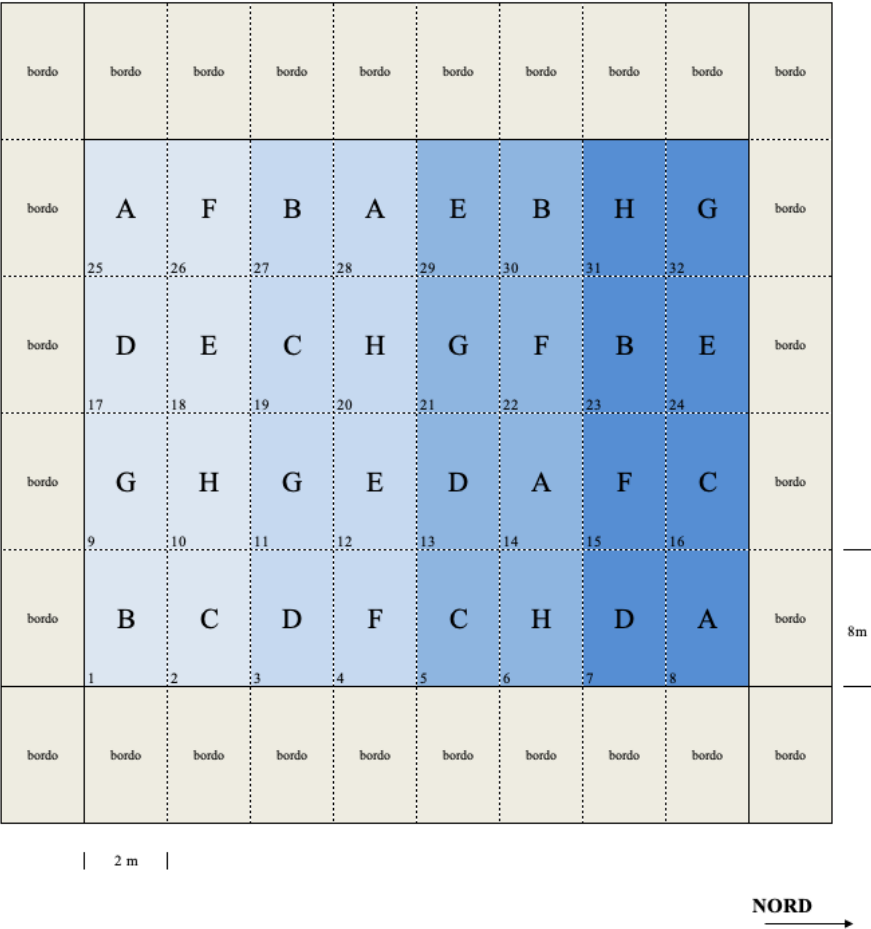 bordo bordo bordo bordo bordo bordo bordo bordo bordo bordo
bordo A F B A E B H G bordo
25 26 27 28 29 30 31 32
bordo D E C H G F B E bordo
17 18 19 20 21 22 23 24
bordo G H G E D A F C bordo
9 10 11 12 13 14 15 16
bordo B C D F C H D A bordo
8m
1 2 3 4 5 6 7 8
bordo bordo bordo bordo bordo bordo bordo bordo bordo bordo
2 m
NORD